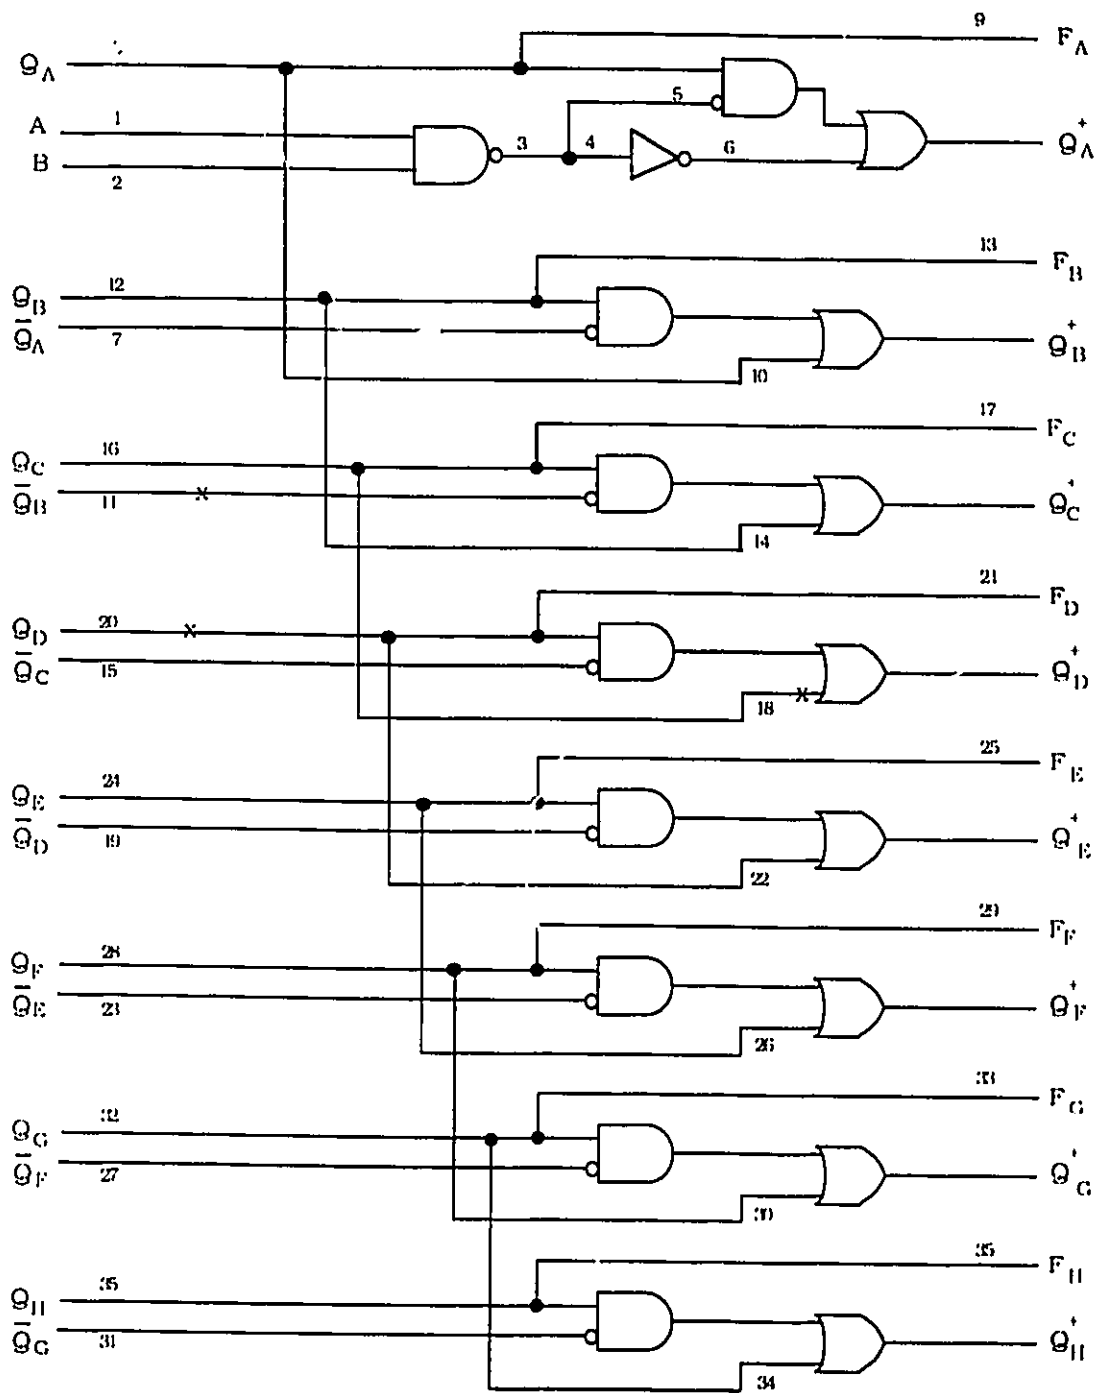 9 F_A
Q_A
A 1 3 4 5 6 Q_A^+
B 2
13 F_B
Q_B 12
Q̅_A 7 Q_B^+
10
17 F_C
Q_C 16
Q̅_B 11 x Q_C^+
14
21 F_D
Q_D 20 x
Q̅_C 15 Q_D^+
18 x
25 F_E
Q_E 24
Q̅_D 19 Q_E^+
22
29 F_F
Q_F 28
Q̅_E 23 Q_F^+
26
33 F_G
Q_G 32
Q̅_F 27 Q_G^+
30
35 F_H
Q_H 35
Q̅_G 31 Q_H^+
34